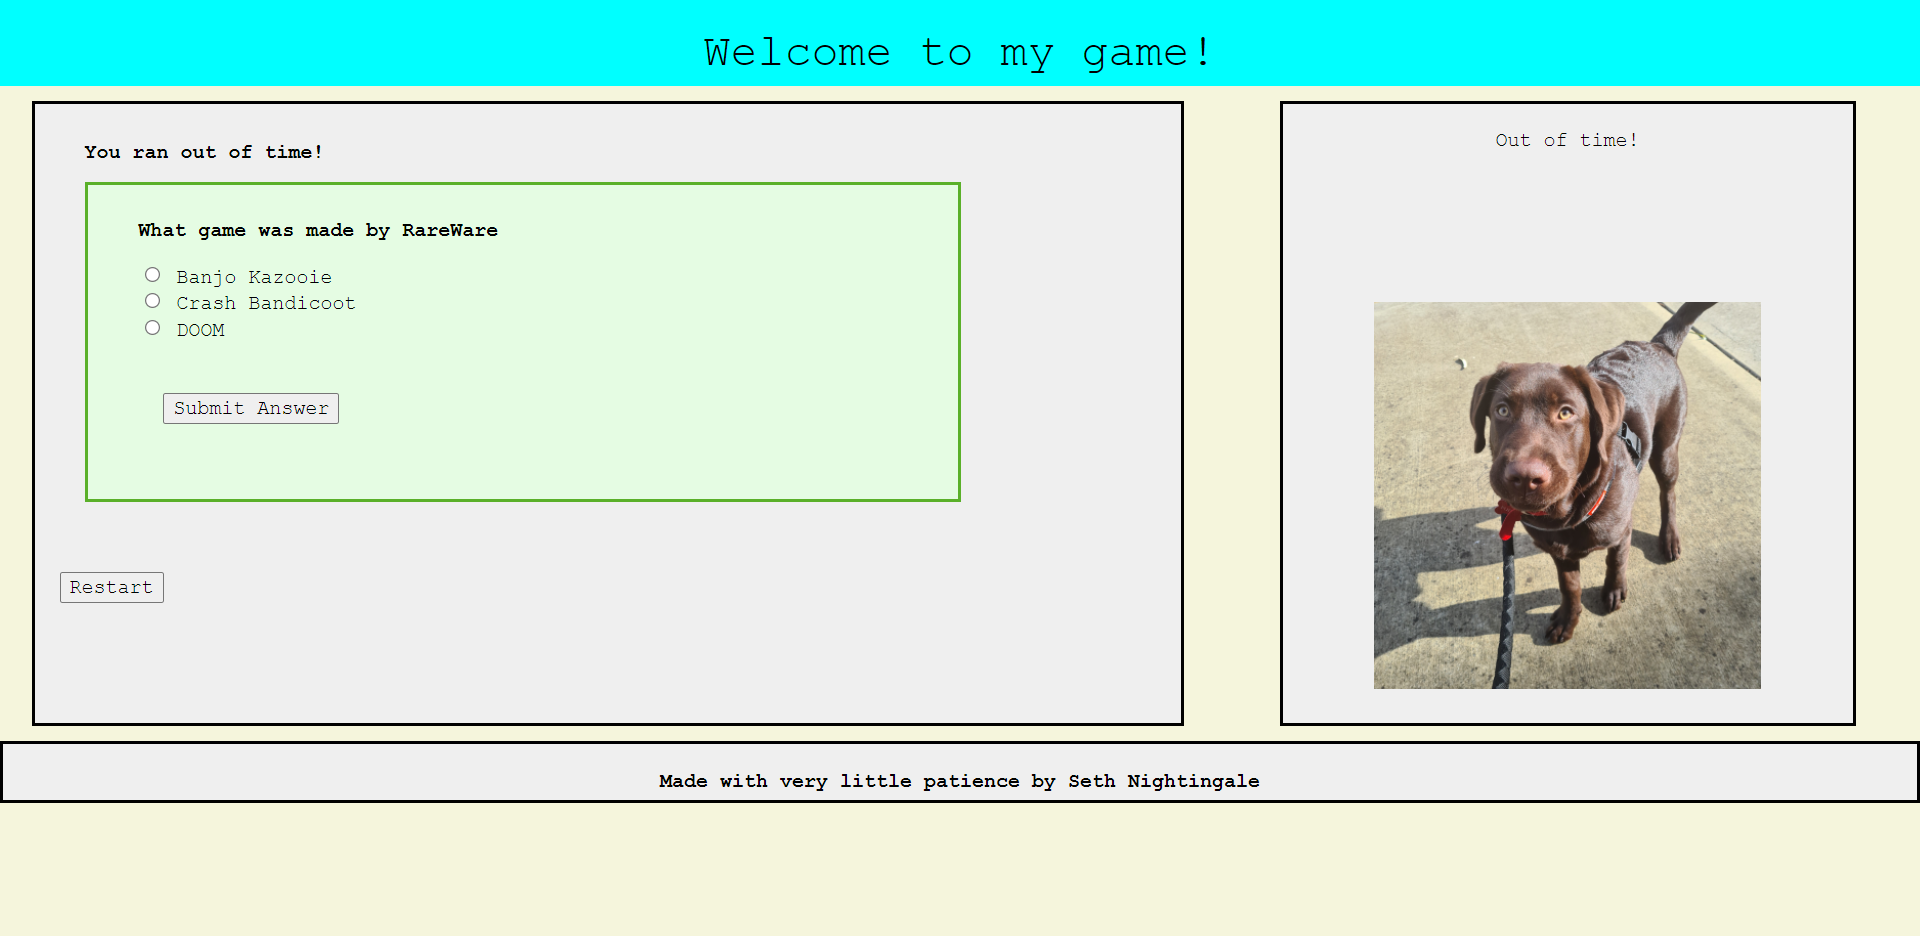 Welcome to my game!
You ran out of time!
What game was made by RareWare
Banjo Kazooie
Crash Bandicoot
DOOM
Submit Answer
Restart
Out of time!
Made with very little patience by Seth Nightingale